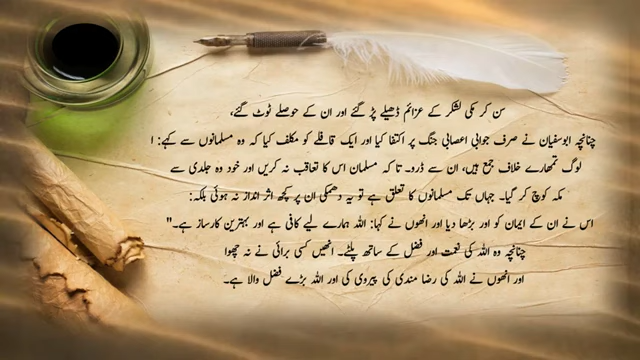 سن کر مکی لشکر کے عزائم ڈھیلے پڑ گئے اور ان کے حوصلے ٹوٹ گئے،
چنانچہ ابوسفیان نے صرف جوابی اعصابی جنگ پر اکتفا کیا اور ایک قافلے کو مکلف کیا کہ وہ مسلمانوں سے کہے: ا
لوگ تمھارے خلاف جمع ہیں، ان سے ڈرو۔ تاکہ مسلمان اس کا تعاقب نہ کریں اور خود وہ جلدی سے
مکہ کوچ کر گیا۔ جہاں تک مسلمانوں کا تعلق ہے تو یہ دھمکی ان پر کچھ اثر انداز نہ ہوئی بلکہ:
اس نے ان کے ایمان کو اور بڑھا دیا اور انھوں نے کہا: اللہ ہمارے لیے کافی ہے اور بہترین کارساز ہے۔"
چنانچہ وہ اللہ کی نعمت اور فضل کے ساتھ پلٹے۔ انھیں کسی برائی نے نہ چھوا
اور انھوں نے اللہ کی رضا مندی کی پیروی کی اور اللہ بڑے فضل والا ہے۔